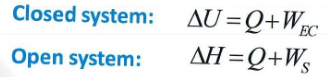 Closed system: ΔU=Q+W_EC
Open system: ΔH=Q+W_S